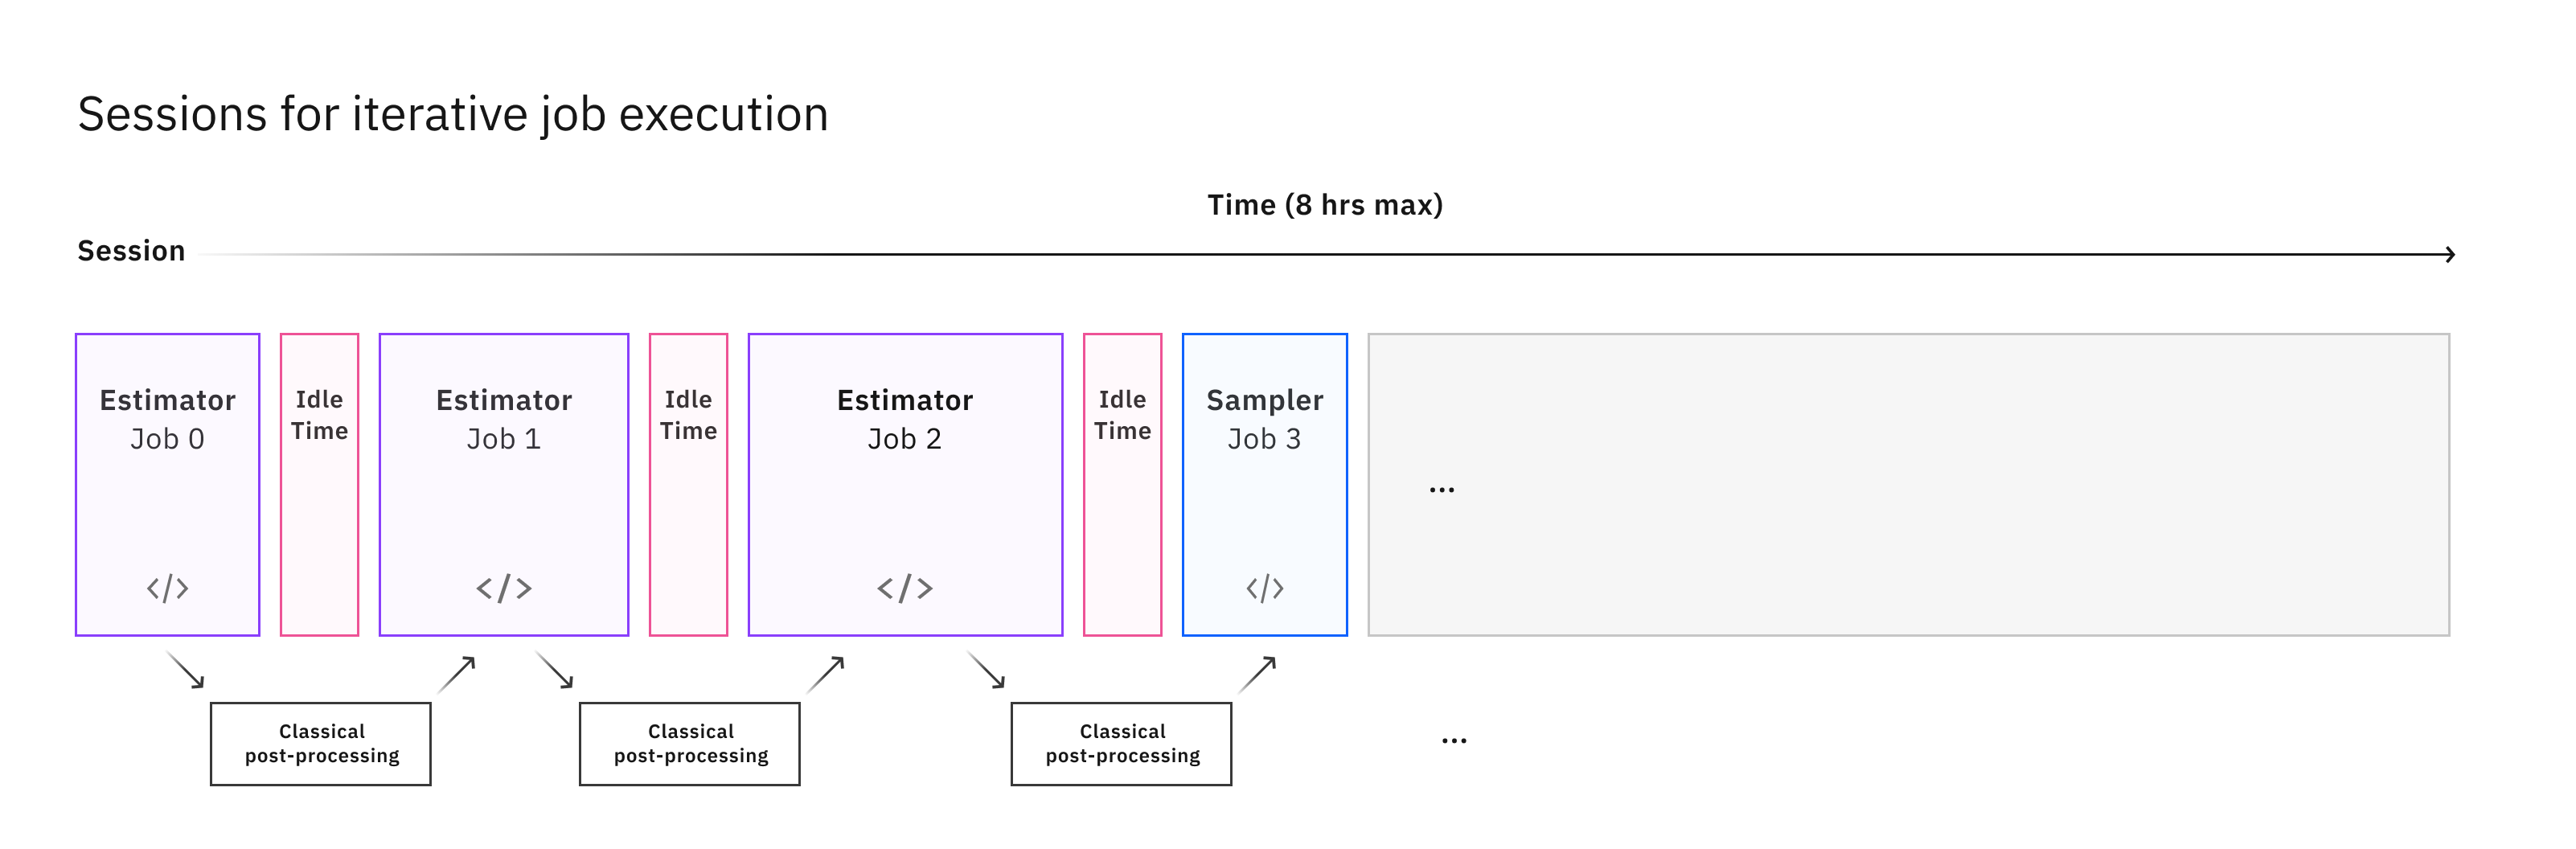 Sessions for iterative job execution
Time (8 hrs max)
Session
Estimator
Job 0
</>
Idle
Time
Estimator
Job 1
</>
Idle
Time
Estimator
Job 2
</>
Idle
Time
Sampler
Job 3
</>
...
Classical
post-processing
Classical
post-processing
Classical
post-processing
...